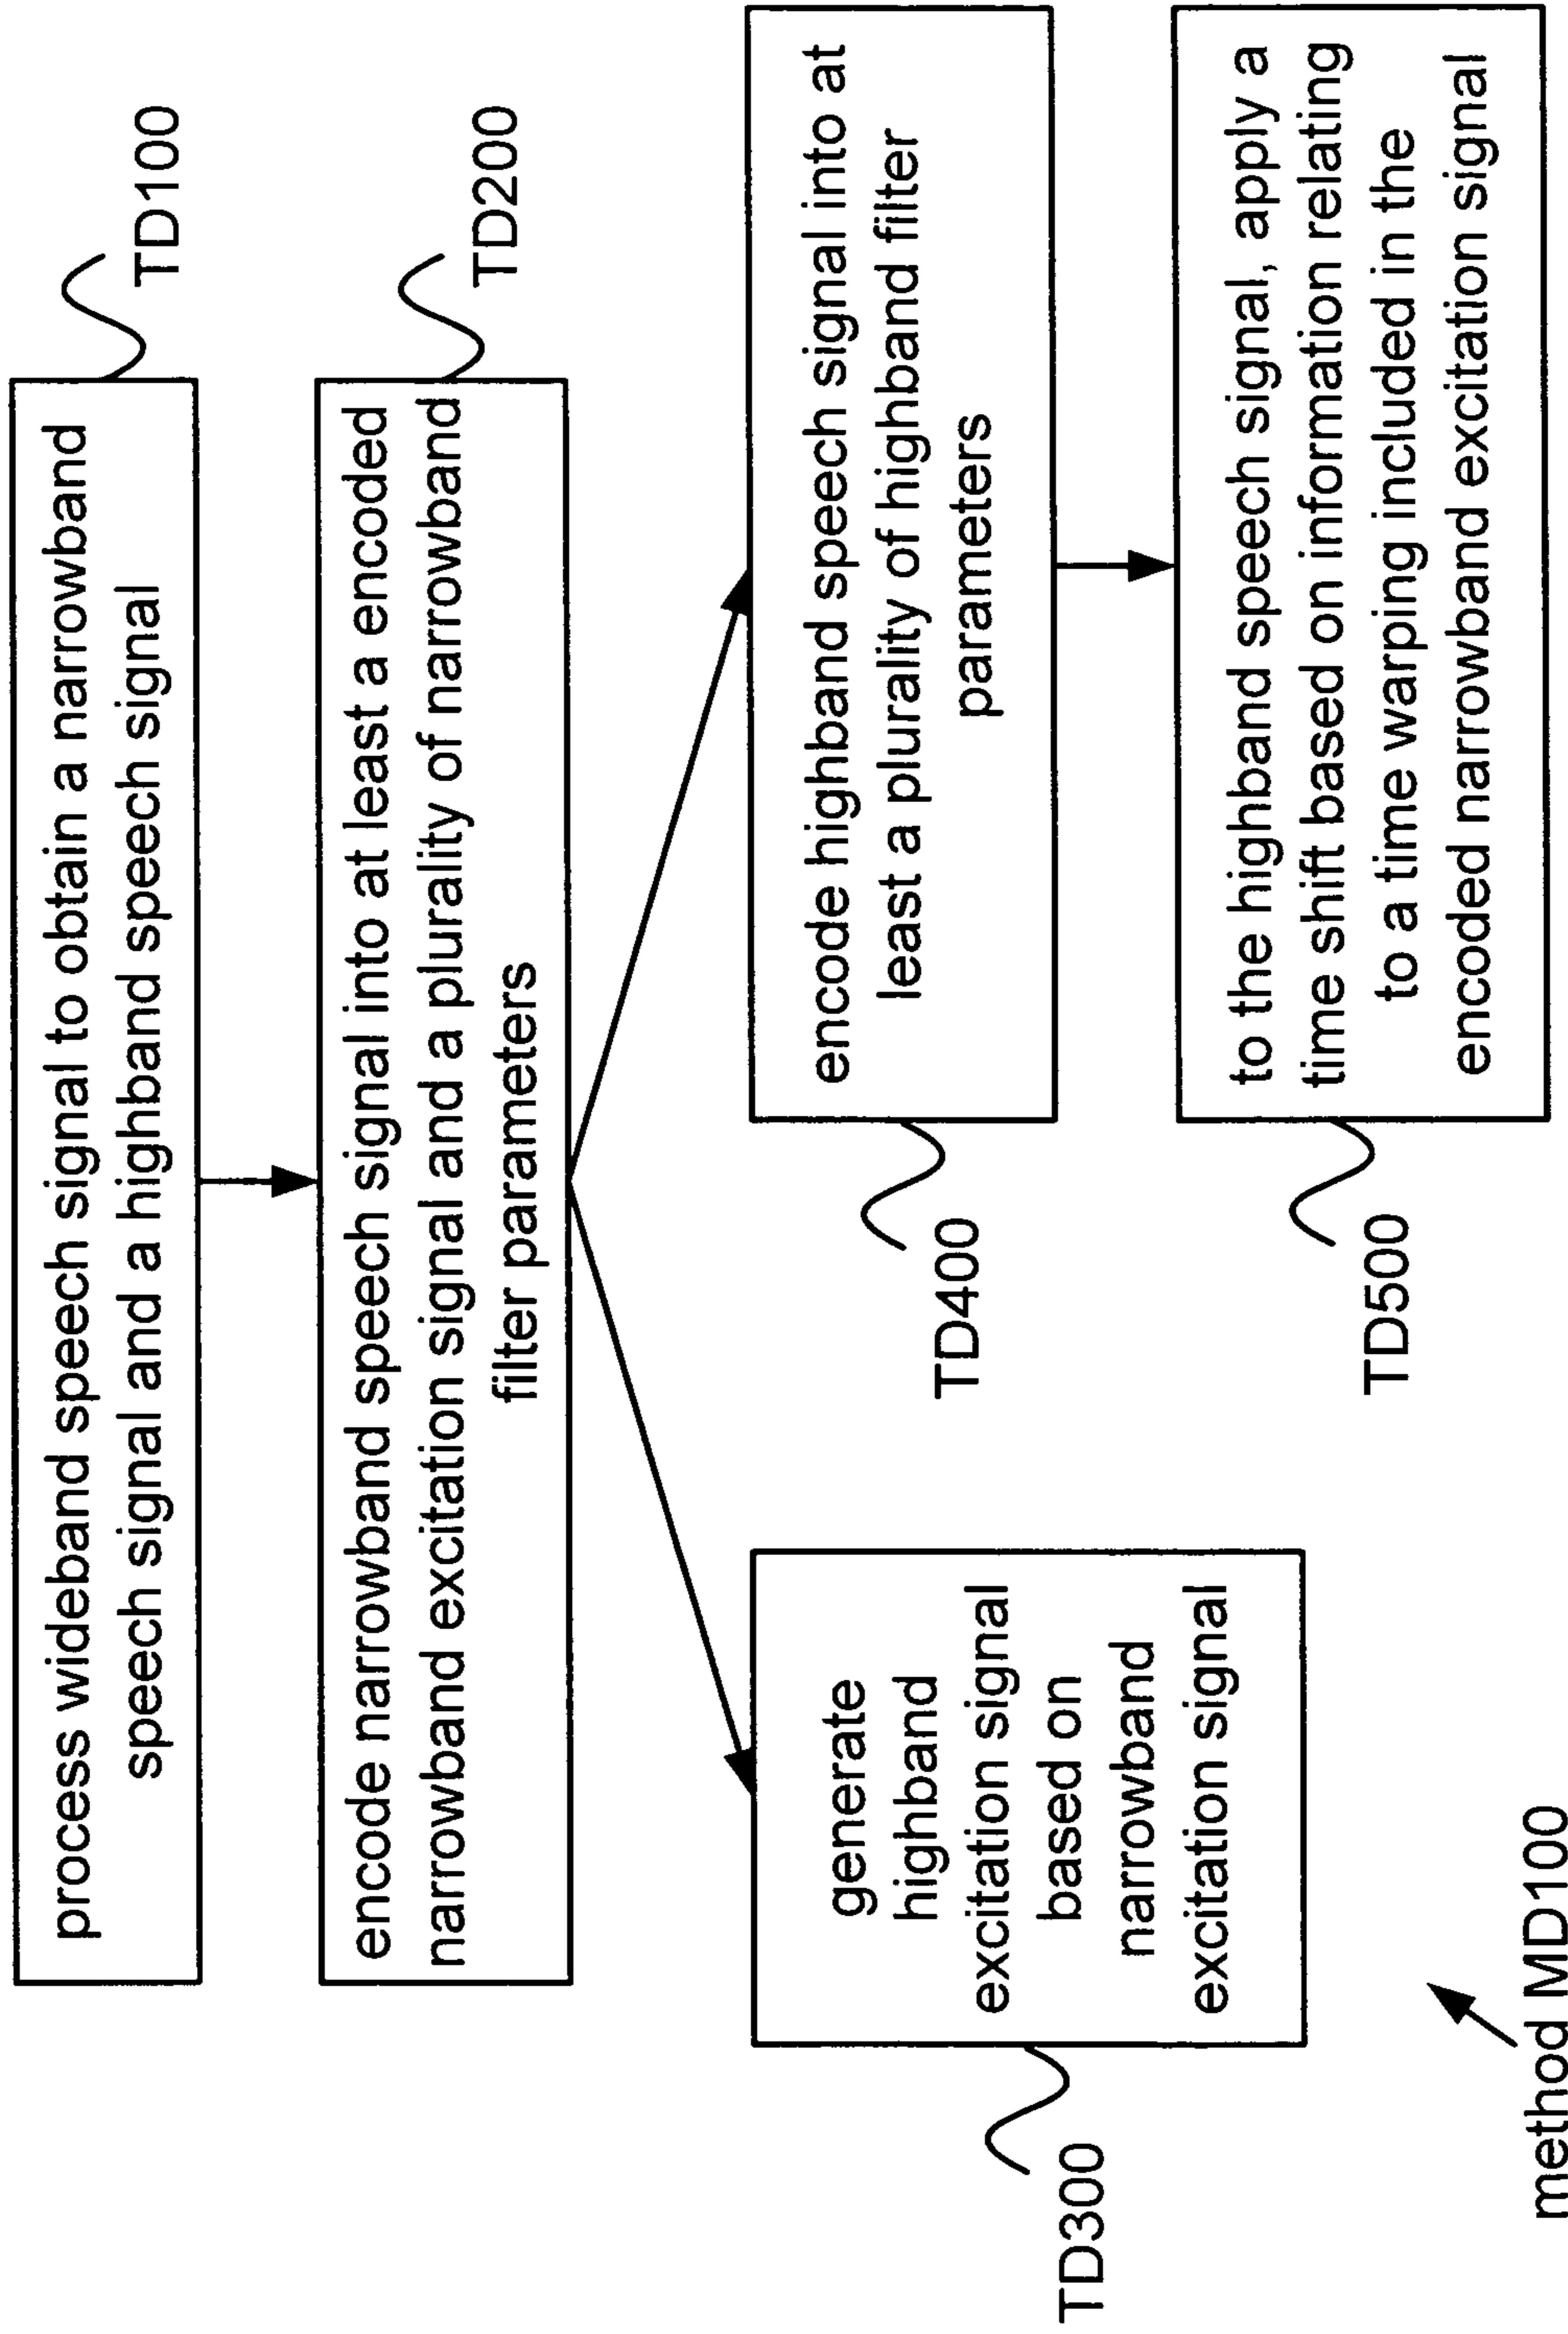 process wideband speech signal to obtain a narrowband
speech signal and a highband speech signal
TD100
encode narrowband speech signal into at least a encoded
narrowband excitation signal and a plurality of narrowband
filter parameters
TD200
generate
highband
excitation signal
based on
narrowband
excitation signal
TD300
encode highband speech signal into at
least a plurality of highband filter
parameters
TD400
to the highband speech signal, apply a
time shift based on information relating
to a time warping included in the
encoded narrowband excitation signal
TD500
method MD100